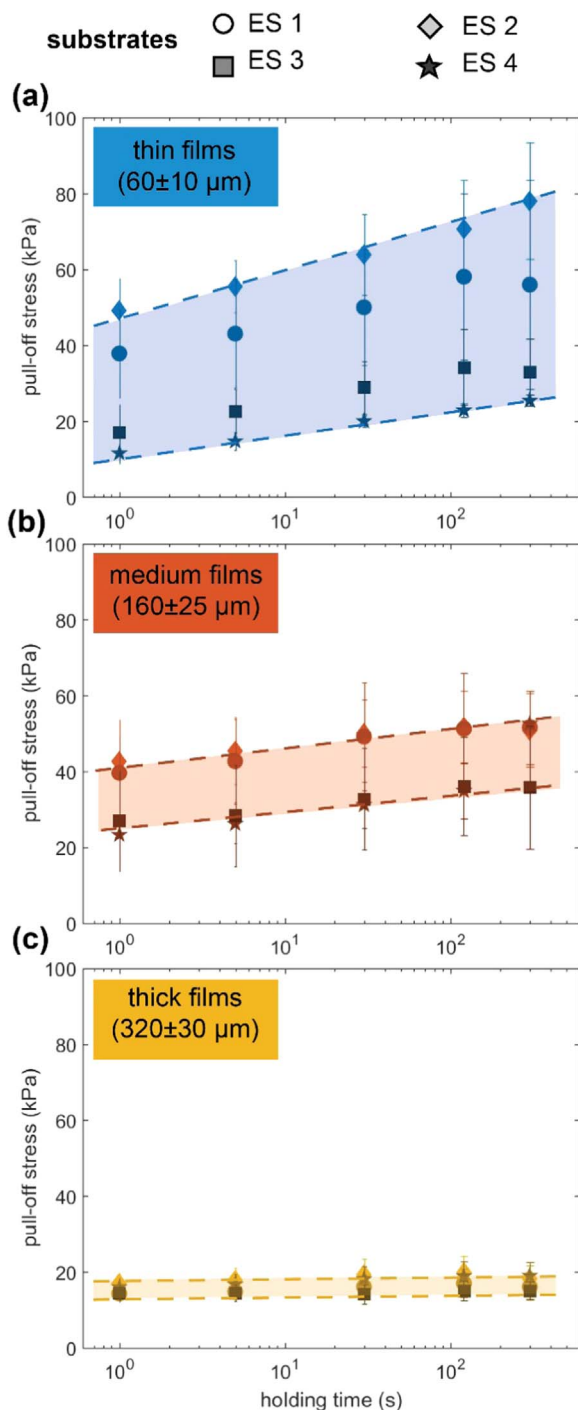 substrates ES 1 ES 2
ES 3 ES 4
(a)
100
80
60
40
20
0
pull-off stress (kPa)
thin films
(60±10 µm)
10⁰ 10¹ 10²
(b)
100
80
60
40
20
0
pull-off stress (kPa)
medium films
(160±25 µm)
10⁰ 10¹ 10²
(c)
100
80
60
40
20
0
pull-off stress (kPa)
thick films
(320±30 µm)
10⁰ 10¹ 10²
holding time (s)